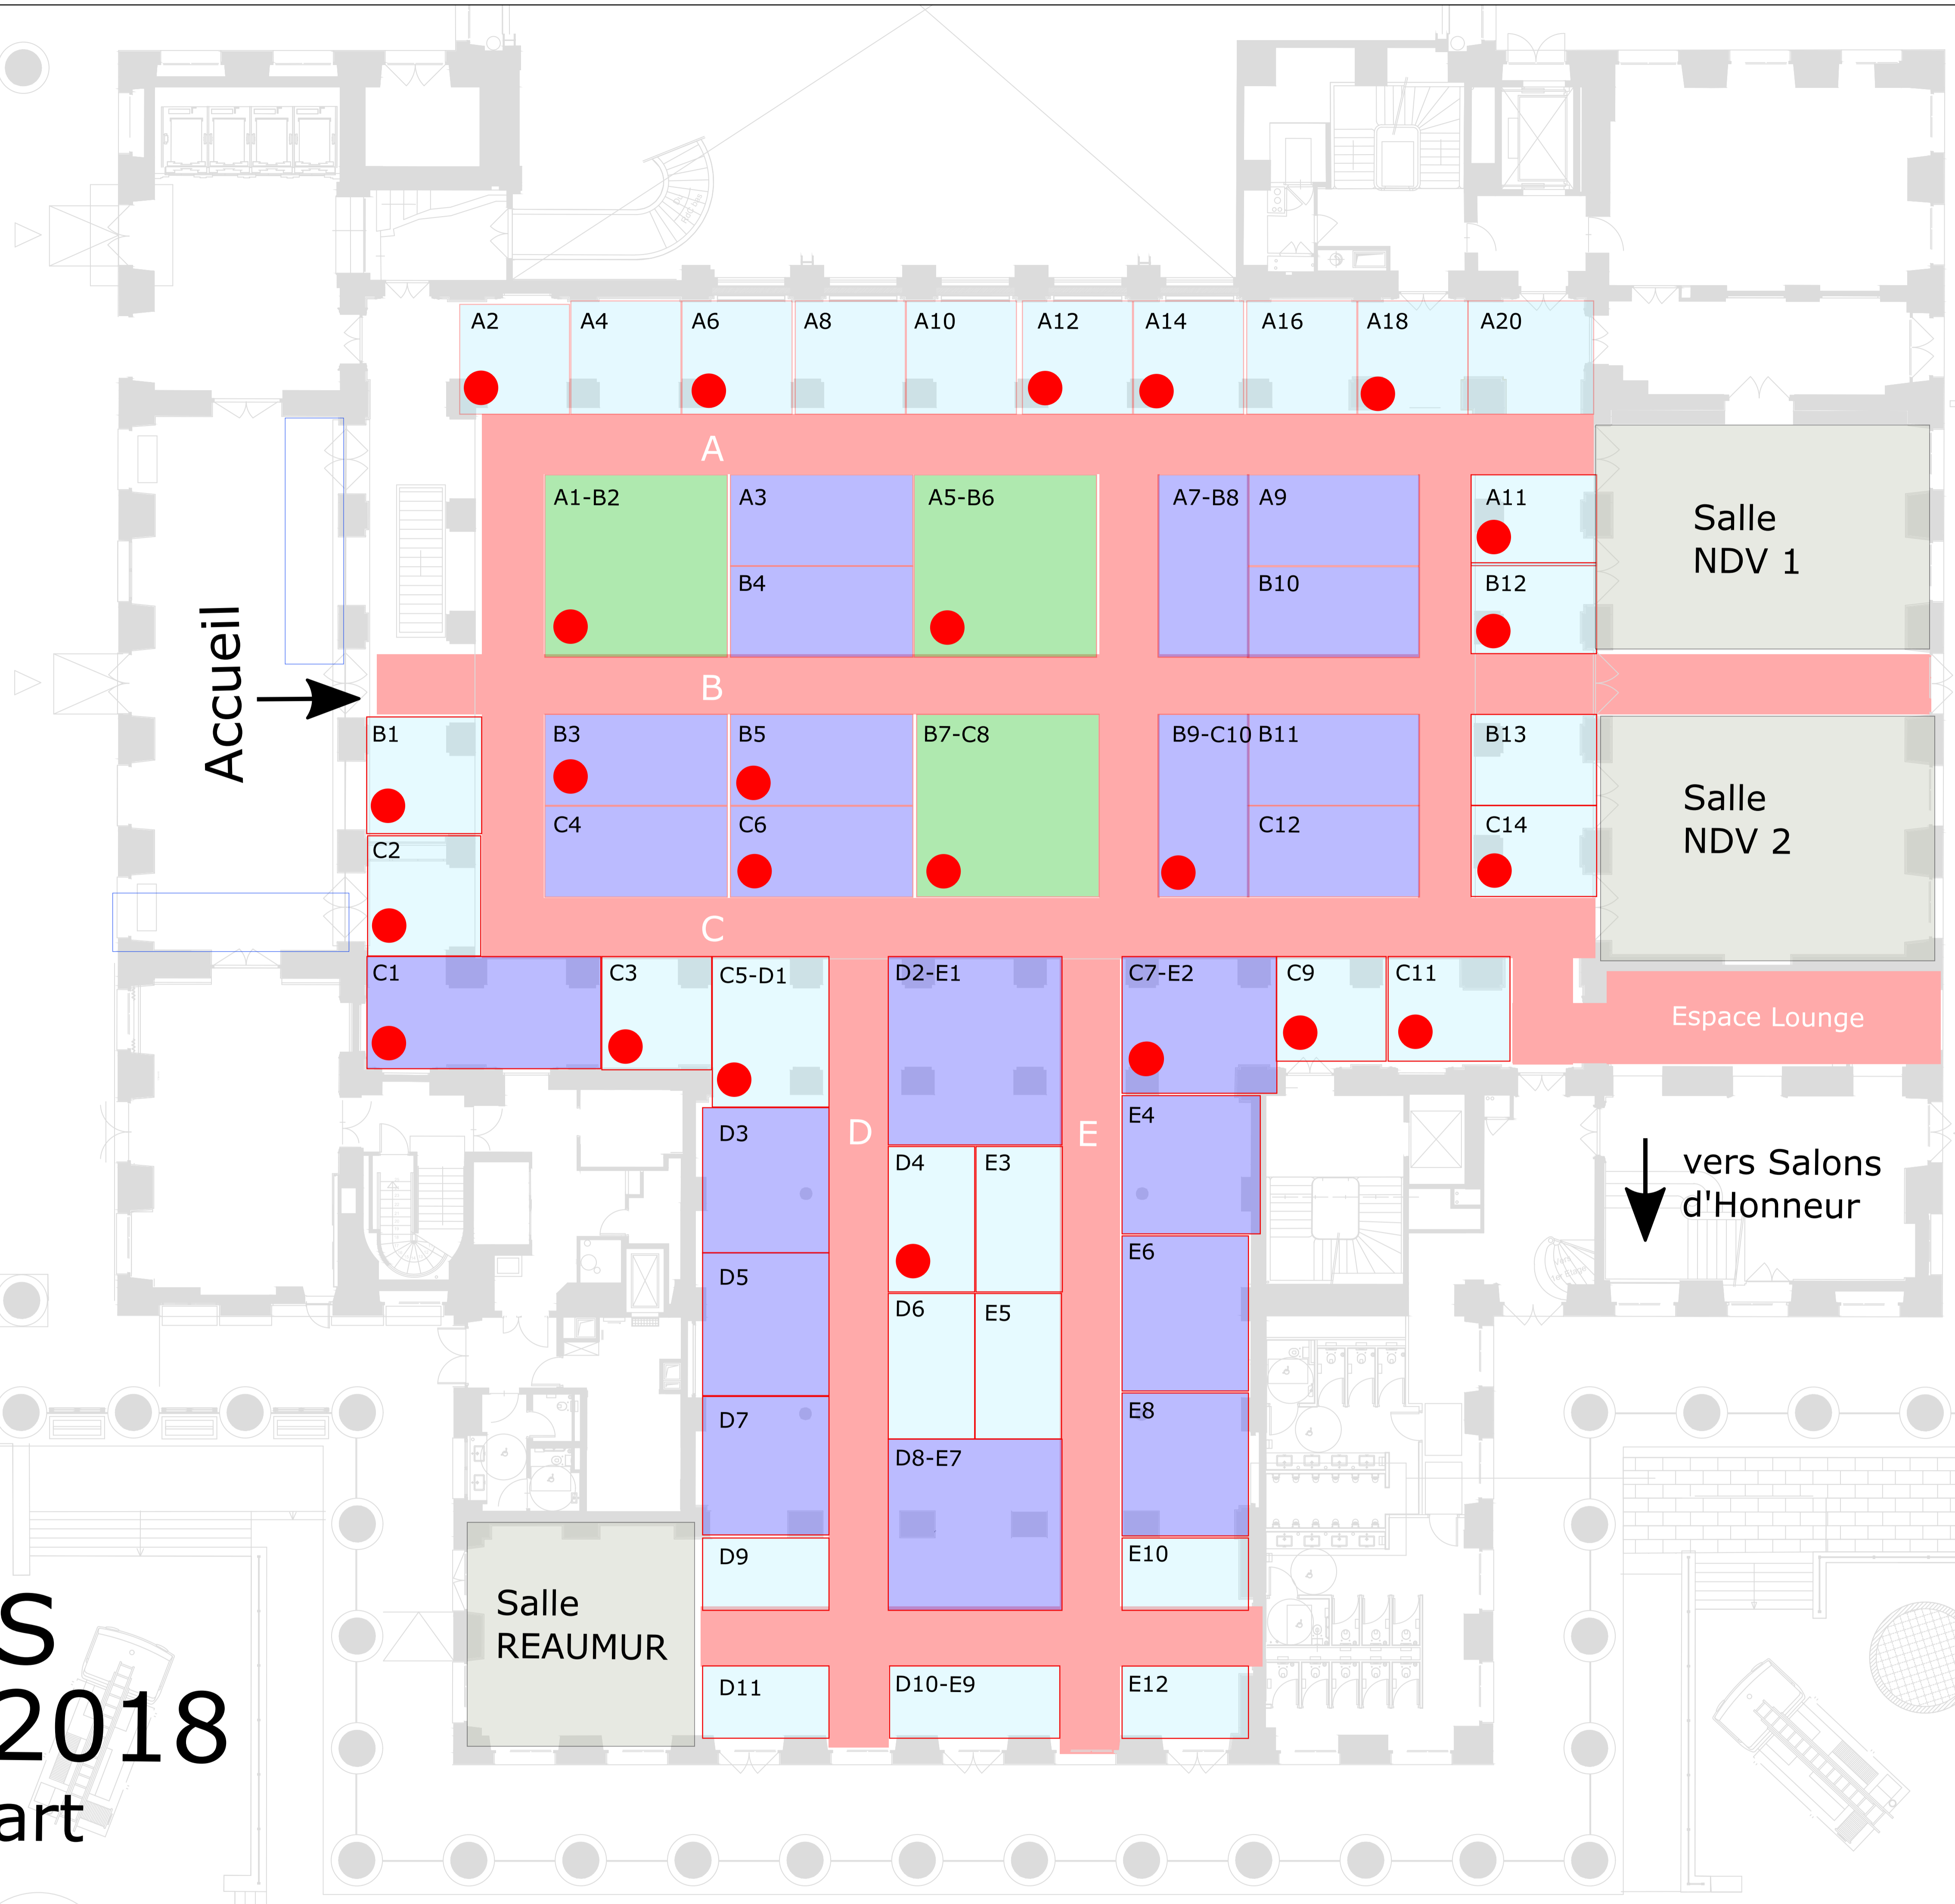 A2
A4
A6
A8
A10
A12
A14
A16
A18
A20
A
A1-B2
A3
A5-B6
A7-B8
A9
A11
Salle
NDV 1
B4
B10
B12
Accueil
B
B1
B3
B5
B7-C8
B9-C10
B11
B13
Salle
NDV 2
C2
C4
C6
C12
C14
C
C1
C3
C5-D1
D2-E1
C7-E2
C9
C11
Espace Lounge
D
E
D3
D4
E3
E4
vers Salons
d'Honneur
D5
D6
E5
E6
D7
D8-E7
E8
D9
E10
Salle
REAUMUR
D11
D10-E9
E12
S
2018
art